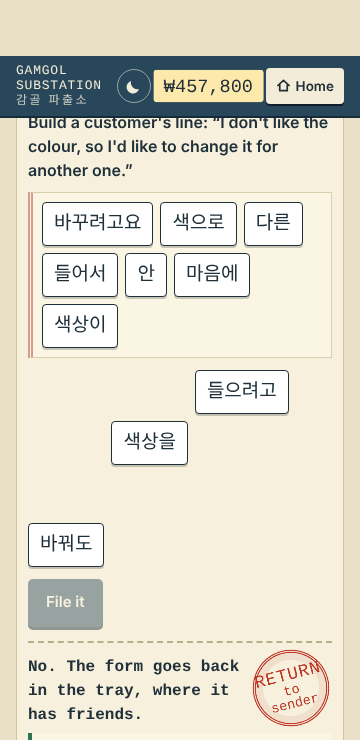 GAMGOL
SUBSTATION
감골 파출소
₩457,800
Home
Build a customer's line: “I don't like the
colour, so I'd like to change it for
another one.”
바꾸려고요 색으로 다른
들어서 안 마음에
색상이
들으려고
색상을
바꿔도
File it
No. The form goes back
in the tray, where it
has friends.
RETURN
to
sender